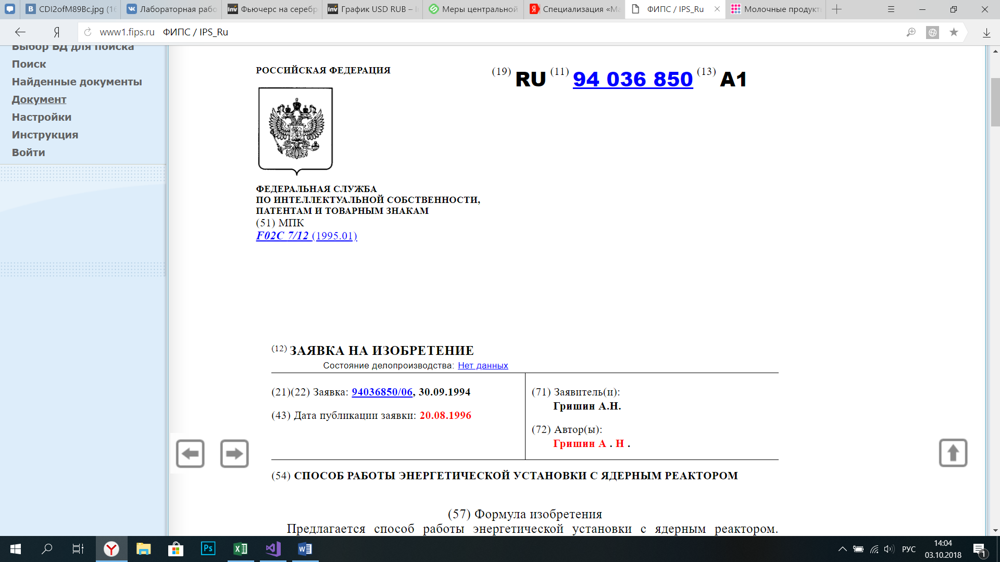 CDI2ofM89Bc.jpg (16
Лабораторная рабо
Фьючерс на серебр
График USD RUB – I
Меры центральной
Специализация «Ма
ФИПС / IPS_Ru
Молочные продукт
www1.fips.ru ФИПС / IPS_Ru
Выбор БД для поиска
Поиск
Найденные документы
Документ
Настройки
Инструкция
Войти
РОССИЙСКАЯ ФЕДЕРАЦИЯ
(19) RU (11) 94 036 850 (13) A1
ФЕДЕРАЛЬНАЯ СЛУЖБА
ПО ИНТЕЛЛЕКТУАЛЬНОЙ СОБСТВЕННОСТИ,
ПАТЕНТАМ И ТОВАРНЫМ ЗНАКАМ
(51) МПК
F02C 7/12 (1995.01)
(12) ЗАЯВКА НА ИЗОБРЕТЕНИЕ
Состояние делопроизводства: Нет данных
(21)(22) Заявка: 94036850/06, 30.09.1994
(43) Дата публикации заявки: 20.08.1996
(71) Заявитель(и):
Гришин А.Н.
(72) Автор(ы):
Гришин А . Н .
(54) СПОСОБ РАБОТЫ ЭНЕРГЕТИЧЕСКОЙ УСТАНОВКИ С ЯДЕРНЫМ РЕАКТОРОМ
(57) Формула изобретения
Предлагается способ работы энергетической установки с ядерным реактором.
РУС
14:04
03.10.2018
1